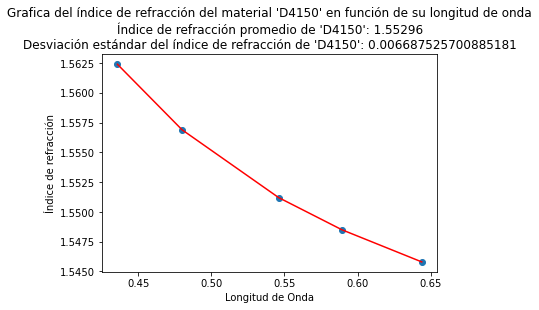 Grafica del índice de refracción del material 'D4150' en función de su longitud de onda
Índice de refracción promedio de 'D4150': 1.55296
Desviación estándar del índice de refracción de 'D4150': 0.006687525700885181
1.5625
1.5600
1.5575
1.5550
1.5525
1.5500
1.5475
1.5450
Índice de refracción
0.45
0.50
0.55
0.60
0.65
Longitud de Onda